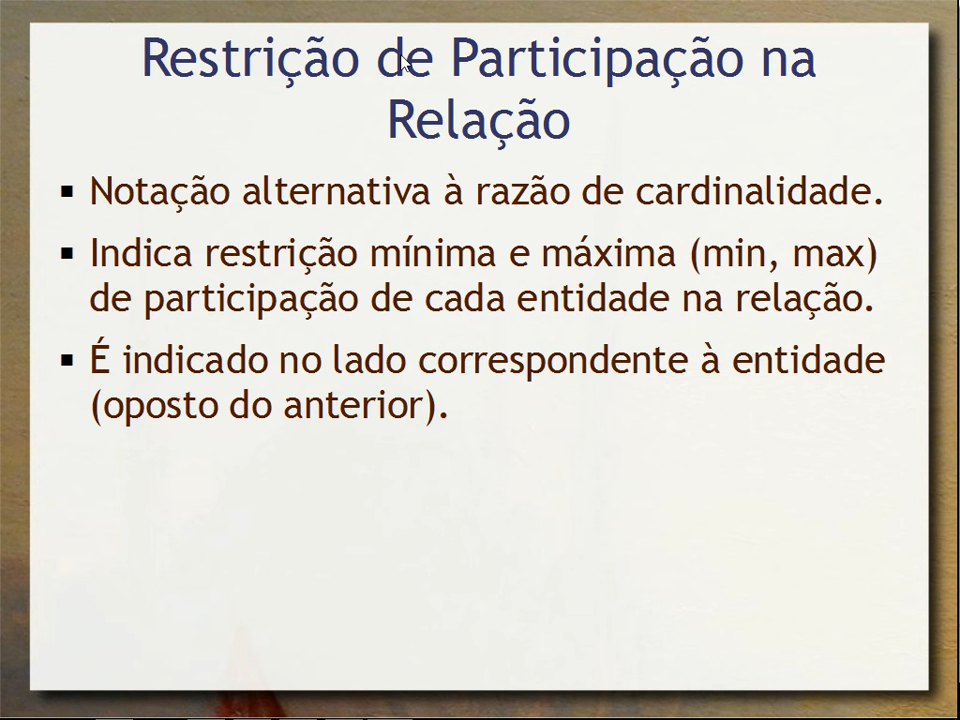 Restrição de Participação na
Relação
▪ Notação alternativa à razão de cardinalidade.
▪ Indica restrição mínima e máxima (min, max)
de participação de cada entidade na relação.
▪ É indicado no lado correspondente à entidade
(oposto do anterior).